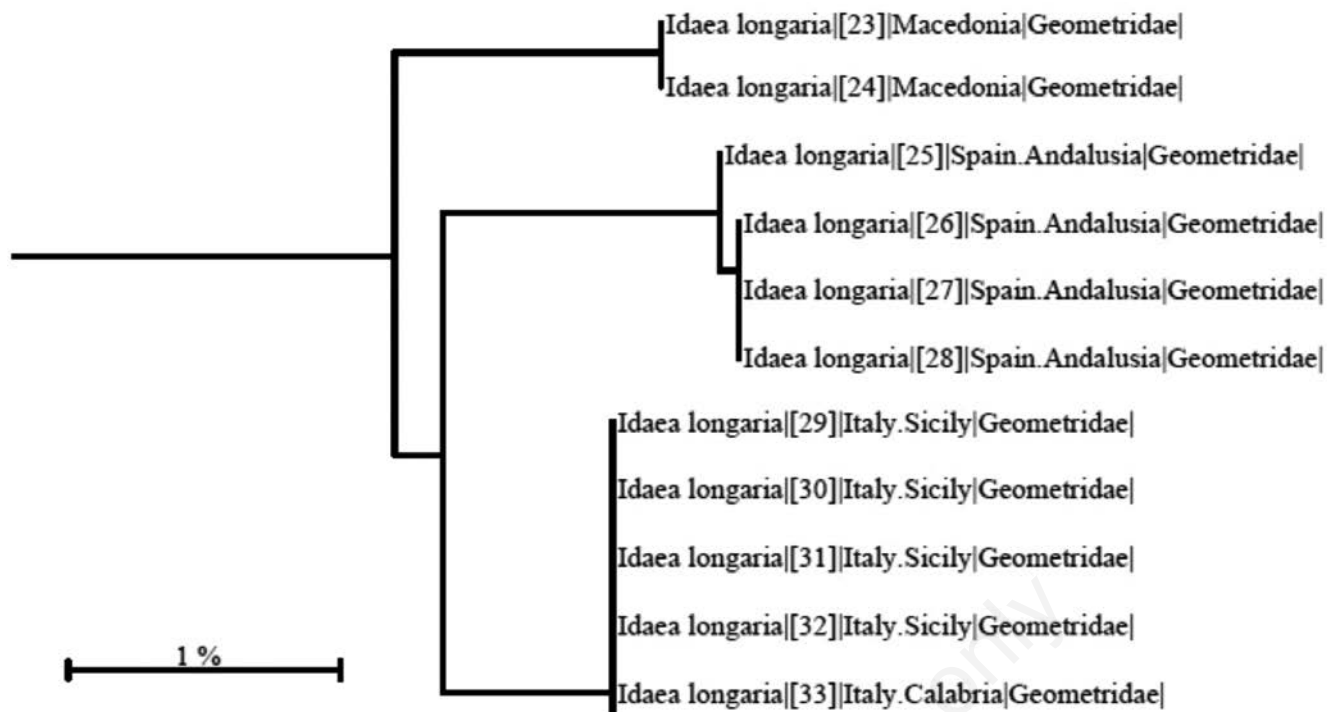 Idaea longaria|[23]|Macedonia|Geometridae|
Idaea longaria|[24]|Macedonia|Geometridae|
Idaea longaria|[25]|Spain.Andalusia|Geometridae|
Idaea longaria|[26]|Spain.Andalusia|Geometridae|
Idaea longaria|[27]|Spain.Andalusia|Geometridae|
Idaea longaria|[28]|Spain.Andalusia|Geometridae|
Idaea longaria|[29]|Italy.Sicily|Geometridae|
Idaea longaria|[30]|Italy.Sicily|Geometridae|
Idaea longaria|[31]|Italy.Sicily|Geometridae|
Idaea longaria|[32]|Italy.Sicily|Geometridae|
only
1 %
Idaea longaria|[33]|Italy.Calabria|Geometridae|